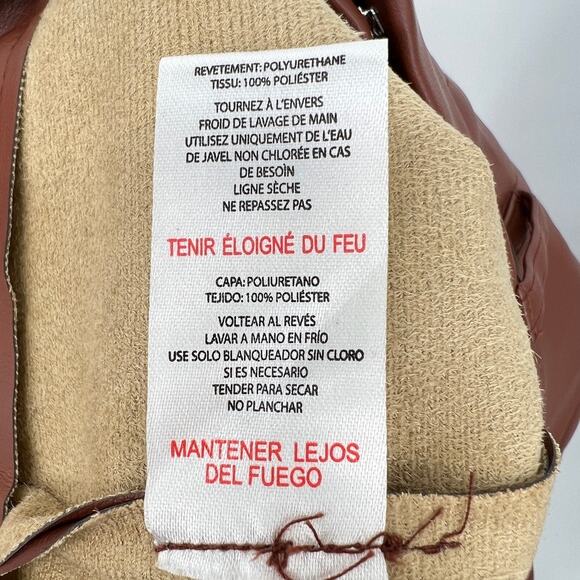 REVETEMENT: POLYURETHANE
TISSU: 100% POLIÉSTER
TOURNEZ À L'ENVERS
FROID DE LAVAGE DE MAIN
UTILISEZ UNIQUEMENT DE L'EAU
DE JAVEL NON CHLORÉE EN CAS
DE BESOÌN
LIGNE SÈCHE
NE REPASSEZ PAS
TENIR ÉLOIGNÉ DU FEU
CAPA: POLIURETANO
TEJIDO: 100% POLIÉSTER
VOLTEAR AL REVÉS
LAVAR A MANO EN FRÍO
USE SOLO BLANQUEADOR SIN CLORO
SI ES NECESARIO
TENDER PARA SECAR
NO PLANCHAR
MANTENER LEJOS
DEL FUEGO